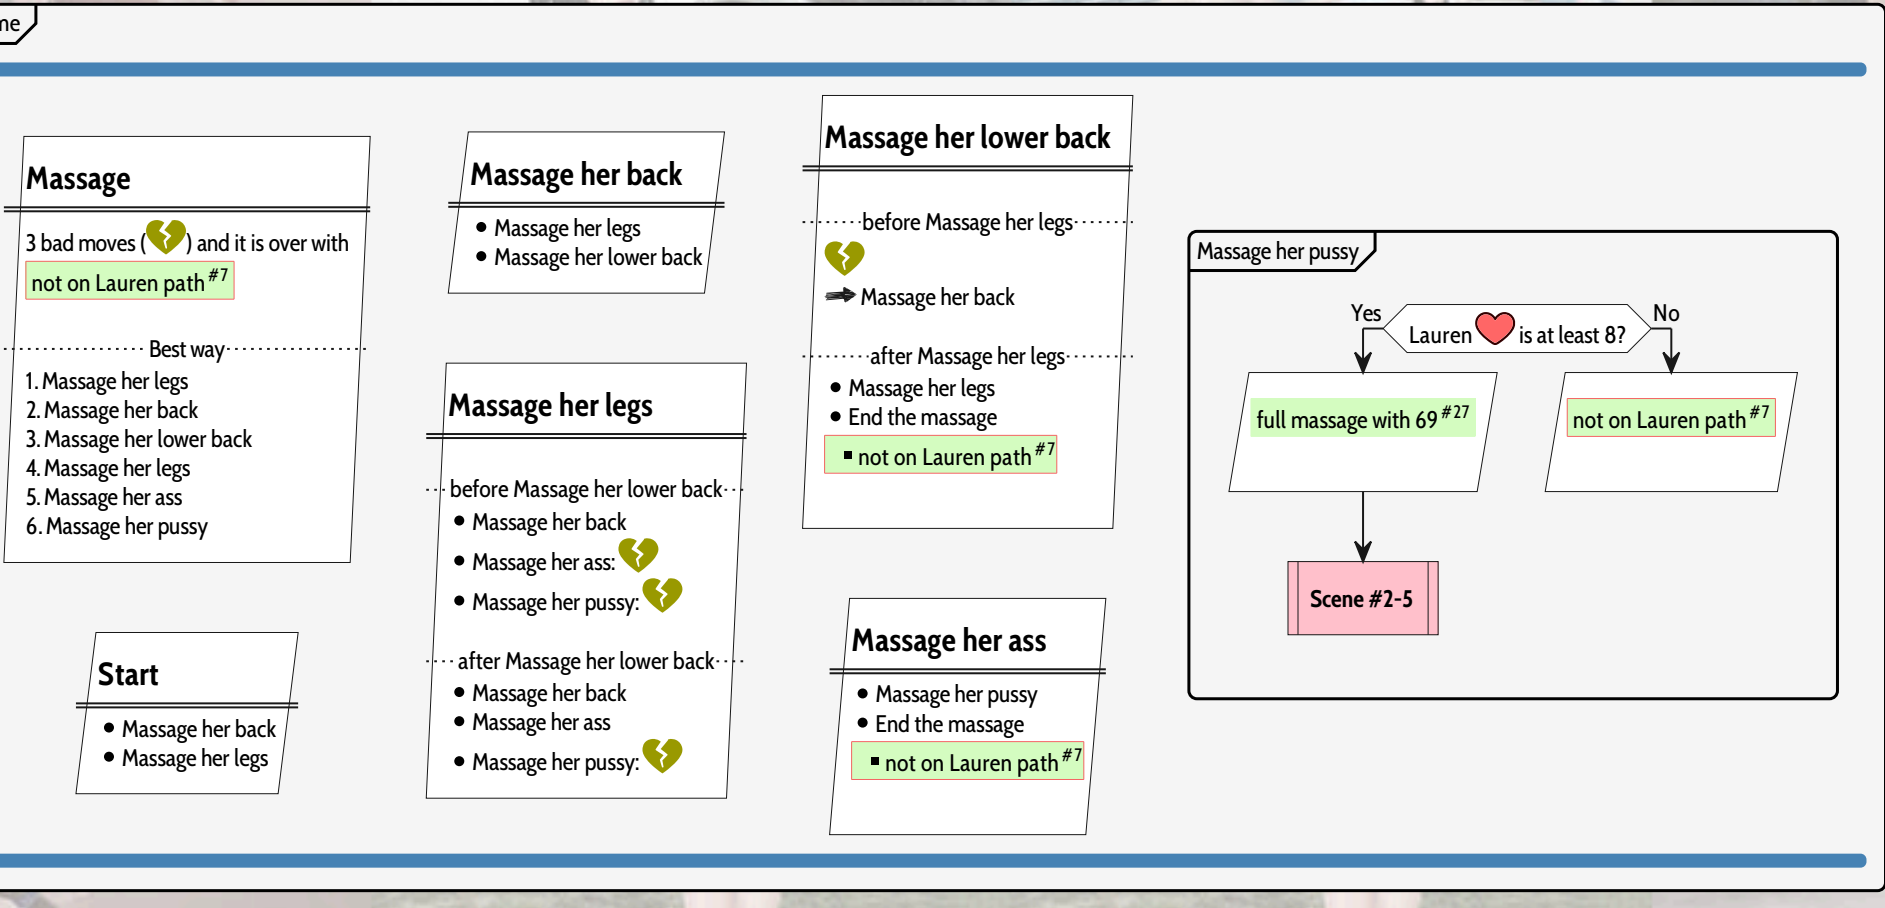 me
Massage
3 bad moves ( ) and it is over with
not on Lauren path #7
Best way
1. Massage her legs
2. Massage her back
3. Massage her lower back
4. Massage her legs
5. Massage her ass
6. Massage her pussy
Start
• Massage her back
• Massage her legs
Massage her back
• Massage her legs
• Massage her lower back
Massage her legs
before Massage her lower back
• Massage her back
• Massage her ass:
• Massage her pussy:
after Massage her lower back
• Massage her back
• Massage her ass
• Massage her pussy:
Massage her lower back
before Massage her legs
Massage her back
after Massage her legs
• Massage her legs
• End the massage
▪ not on Lauren path #7
Massage her ass
• Massage her pussy
• End the massage
▪ not on Lauren path #7
Massage her pussy
Yes
Lauren is at least 8?
No
full massage with 69 #27
not on Lauren path #7
Scene #2-5